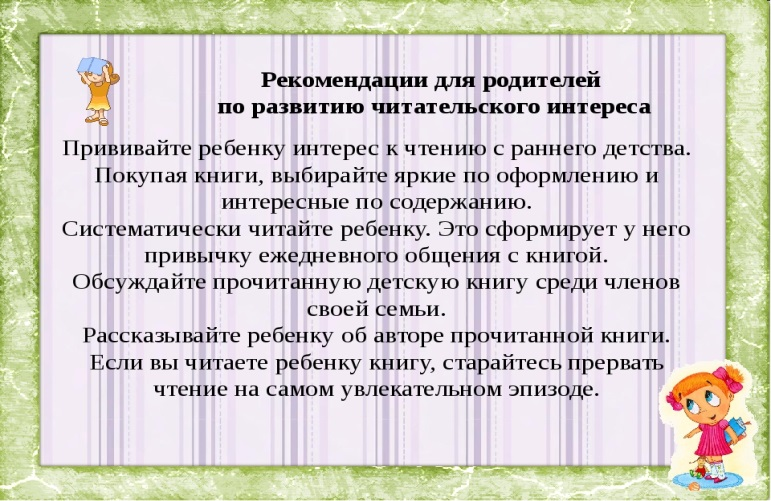 Рекомендации для родителей
по развитию читательского интереса
Прививайте ребенку интерес к чтению с раннего детства.
Покупая книги, выбирайте яркие по оформлению и
интересные по содержанию.
Систематически читайте ребенку. Это сформирует у него
привычку ежедневного общения с книгой.
Обсуждайте прочитанную детскую книгу среди членов
своей семьи.
Рассказывайте ребенку об авторе прочитанной книги.
Если вы читаете ребенку книгу, старайтесь прервать
чтение на самом увлекательном эпизоде.